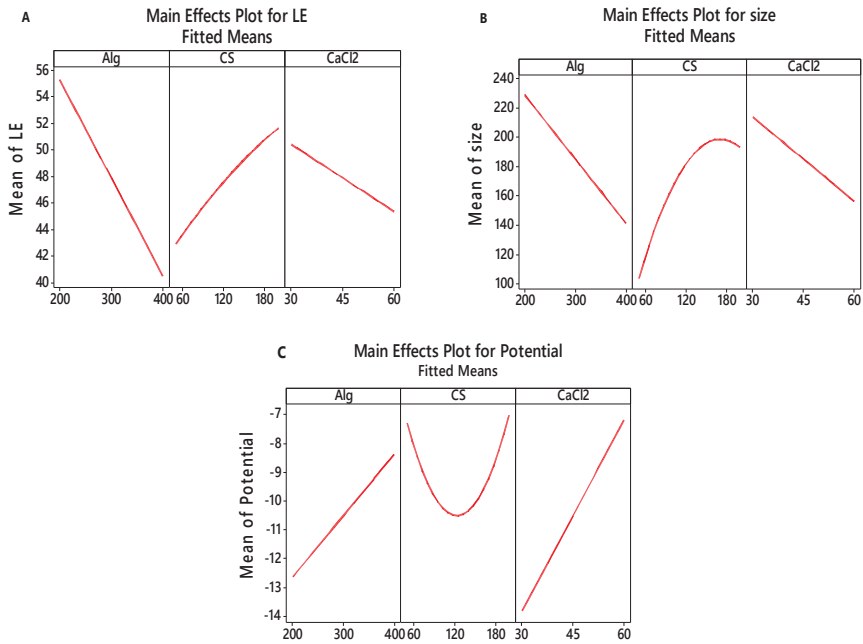 A
Main Effects Plot for LE
Fitted Means
Alg CS CaCl2
Mean of LE
56
54
52
50
48
46
44
42
40
200 300 400 60 120 180 30 45 60
B
Main Effects Plot for size
Fitted Means
Alg CS CaCl2
Mean of size
240
220
200
180
160
140
120
100
200 300 400 60 120 180 30 45 60
C
Main Effects Plot for Potential
Fitted Means
Alg CS CaCl2
Mean of Potential
-7
-8
-9
-10
-11
-12
-13
-14
200 300 400 60 120 180 30 45 60